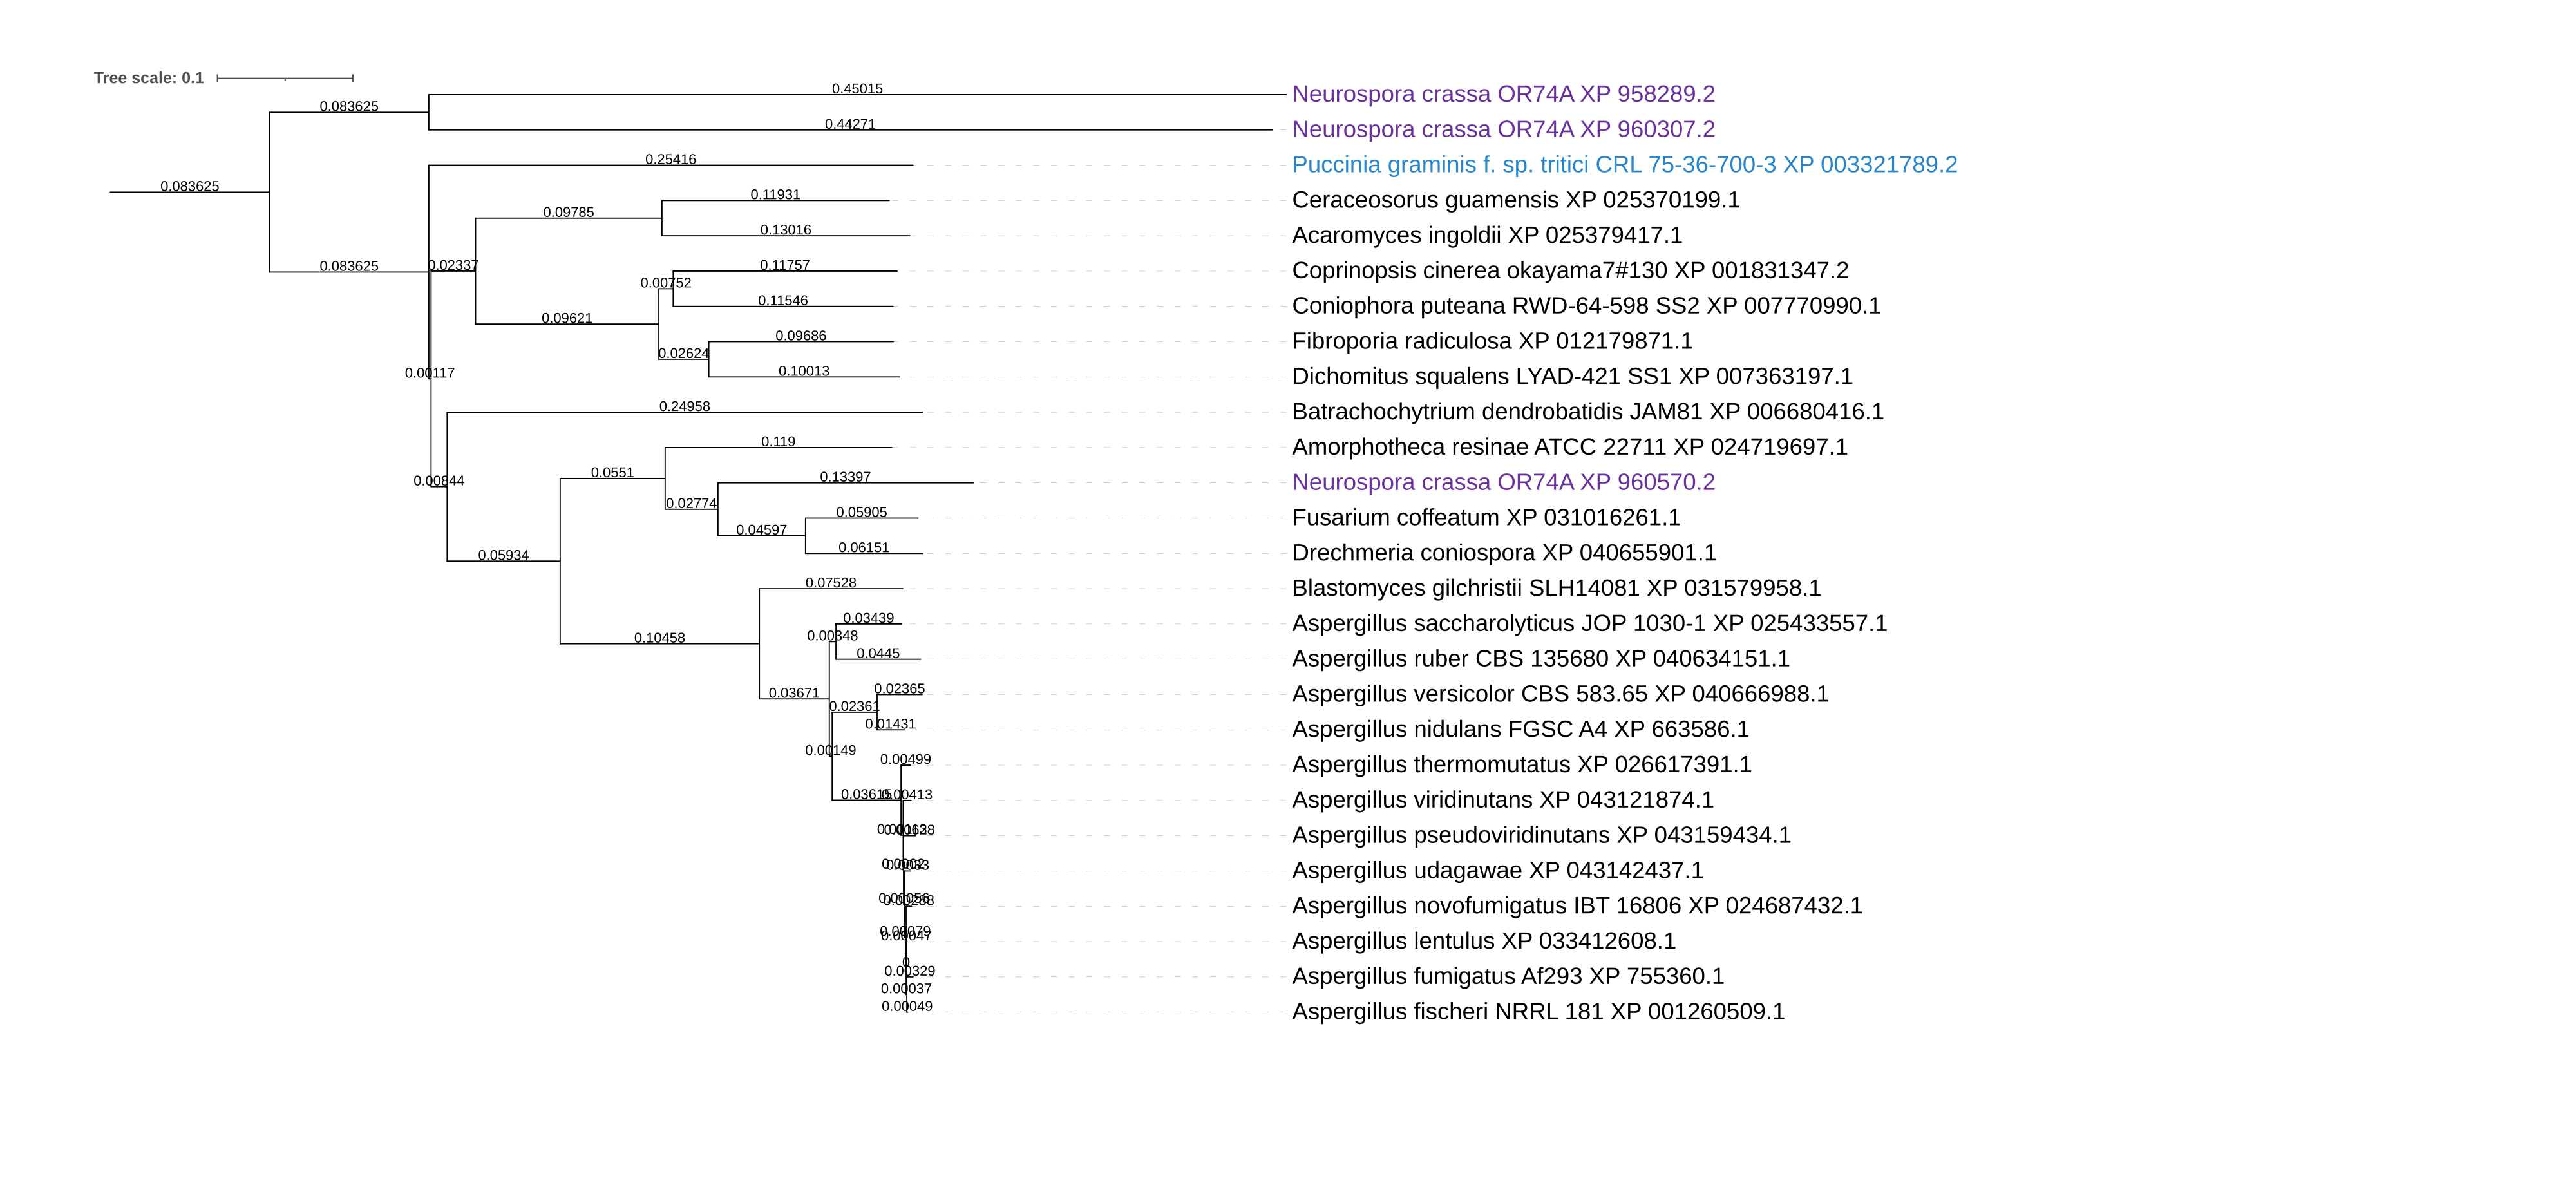 Tree scale: 0.1
0.45015
Neurospora crassa OR74A XP 958289.2
0.083625
0.44271
Neurospora crassa OR74A XP 960307.2
0.25416
Puccinia graminis f. sp. tritici CRL 75-36-700-3 XP 003321789.2
0.083625
0.11931
Ceraceosorus guamensis XP 025370199.1
0.09785
0.13016
Acaromyces ingoldii XP 025379417.1
0.083625
0.02337
0.11757
Coprinopsis cinerea okayama7#130 XP 001831347.2
0.00752
0.11546
Coniophora puteana RWD-64-598 SS2 XP 007770990.1
0.09621
0.09686
Fibroporia radiculosa XP 012179871.1
0.02624
0.10013
Dichomitus squalens LYAD-421 SS1 XP 007363197.1
0.00117
0.24958
Batrachochytrium dendrobatidis JAM81 XP 006680416.1
0.119
Amorphotheca resinae ATCC 22711 XP 024719697.1
0.0551
0.00844
0.13397
Neurospora crassa OR74A XP 960570.2
0.02774
0.05905
Fusarium coffeatum XP 031016261.1
0.04597
0.06151
Drechmeria coniospora XP 040655901.1
0.05934
0.07528
Blastomyces gilchristii SLH14081 XP 031579958.1
0.03439
Aspergillus saccharolyticus JOP 1030-1 XP 025433557.1
0.10458
0.00348
0.0445
Aspergillus ruber CBS 135680 XP 040634151.1
0.03671
0.02365
Aspergillus versicolor CBS 583.65 XP 040666988.1
0.02361
0.01431
Aspergillus nidulans FGSC A4 XP 663586.1
0.00149
0.00499
Aspergillus thermomutatus XP 026617391.1
0.00413
Aspergillus viridinutans XP 043121874.1
Aspergillus pseudoviridinutans XP 043159434.1
0.0033
Aspergillus udagawae XP 043142437.1
0.00288
Aspergillus novofumigatus IBT 16806 XP 024687432.1
0.00079
0.00047
Aspergillus lentulus XP 033412608.1
0
0.00329
Aspergillus fumigatus Af293 XP 755360.1
0.00037
0.00049
Aspergillus fischeri NRRL 181 XP 001260509.1